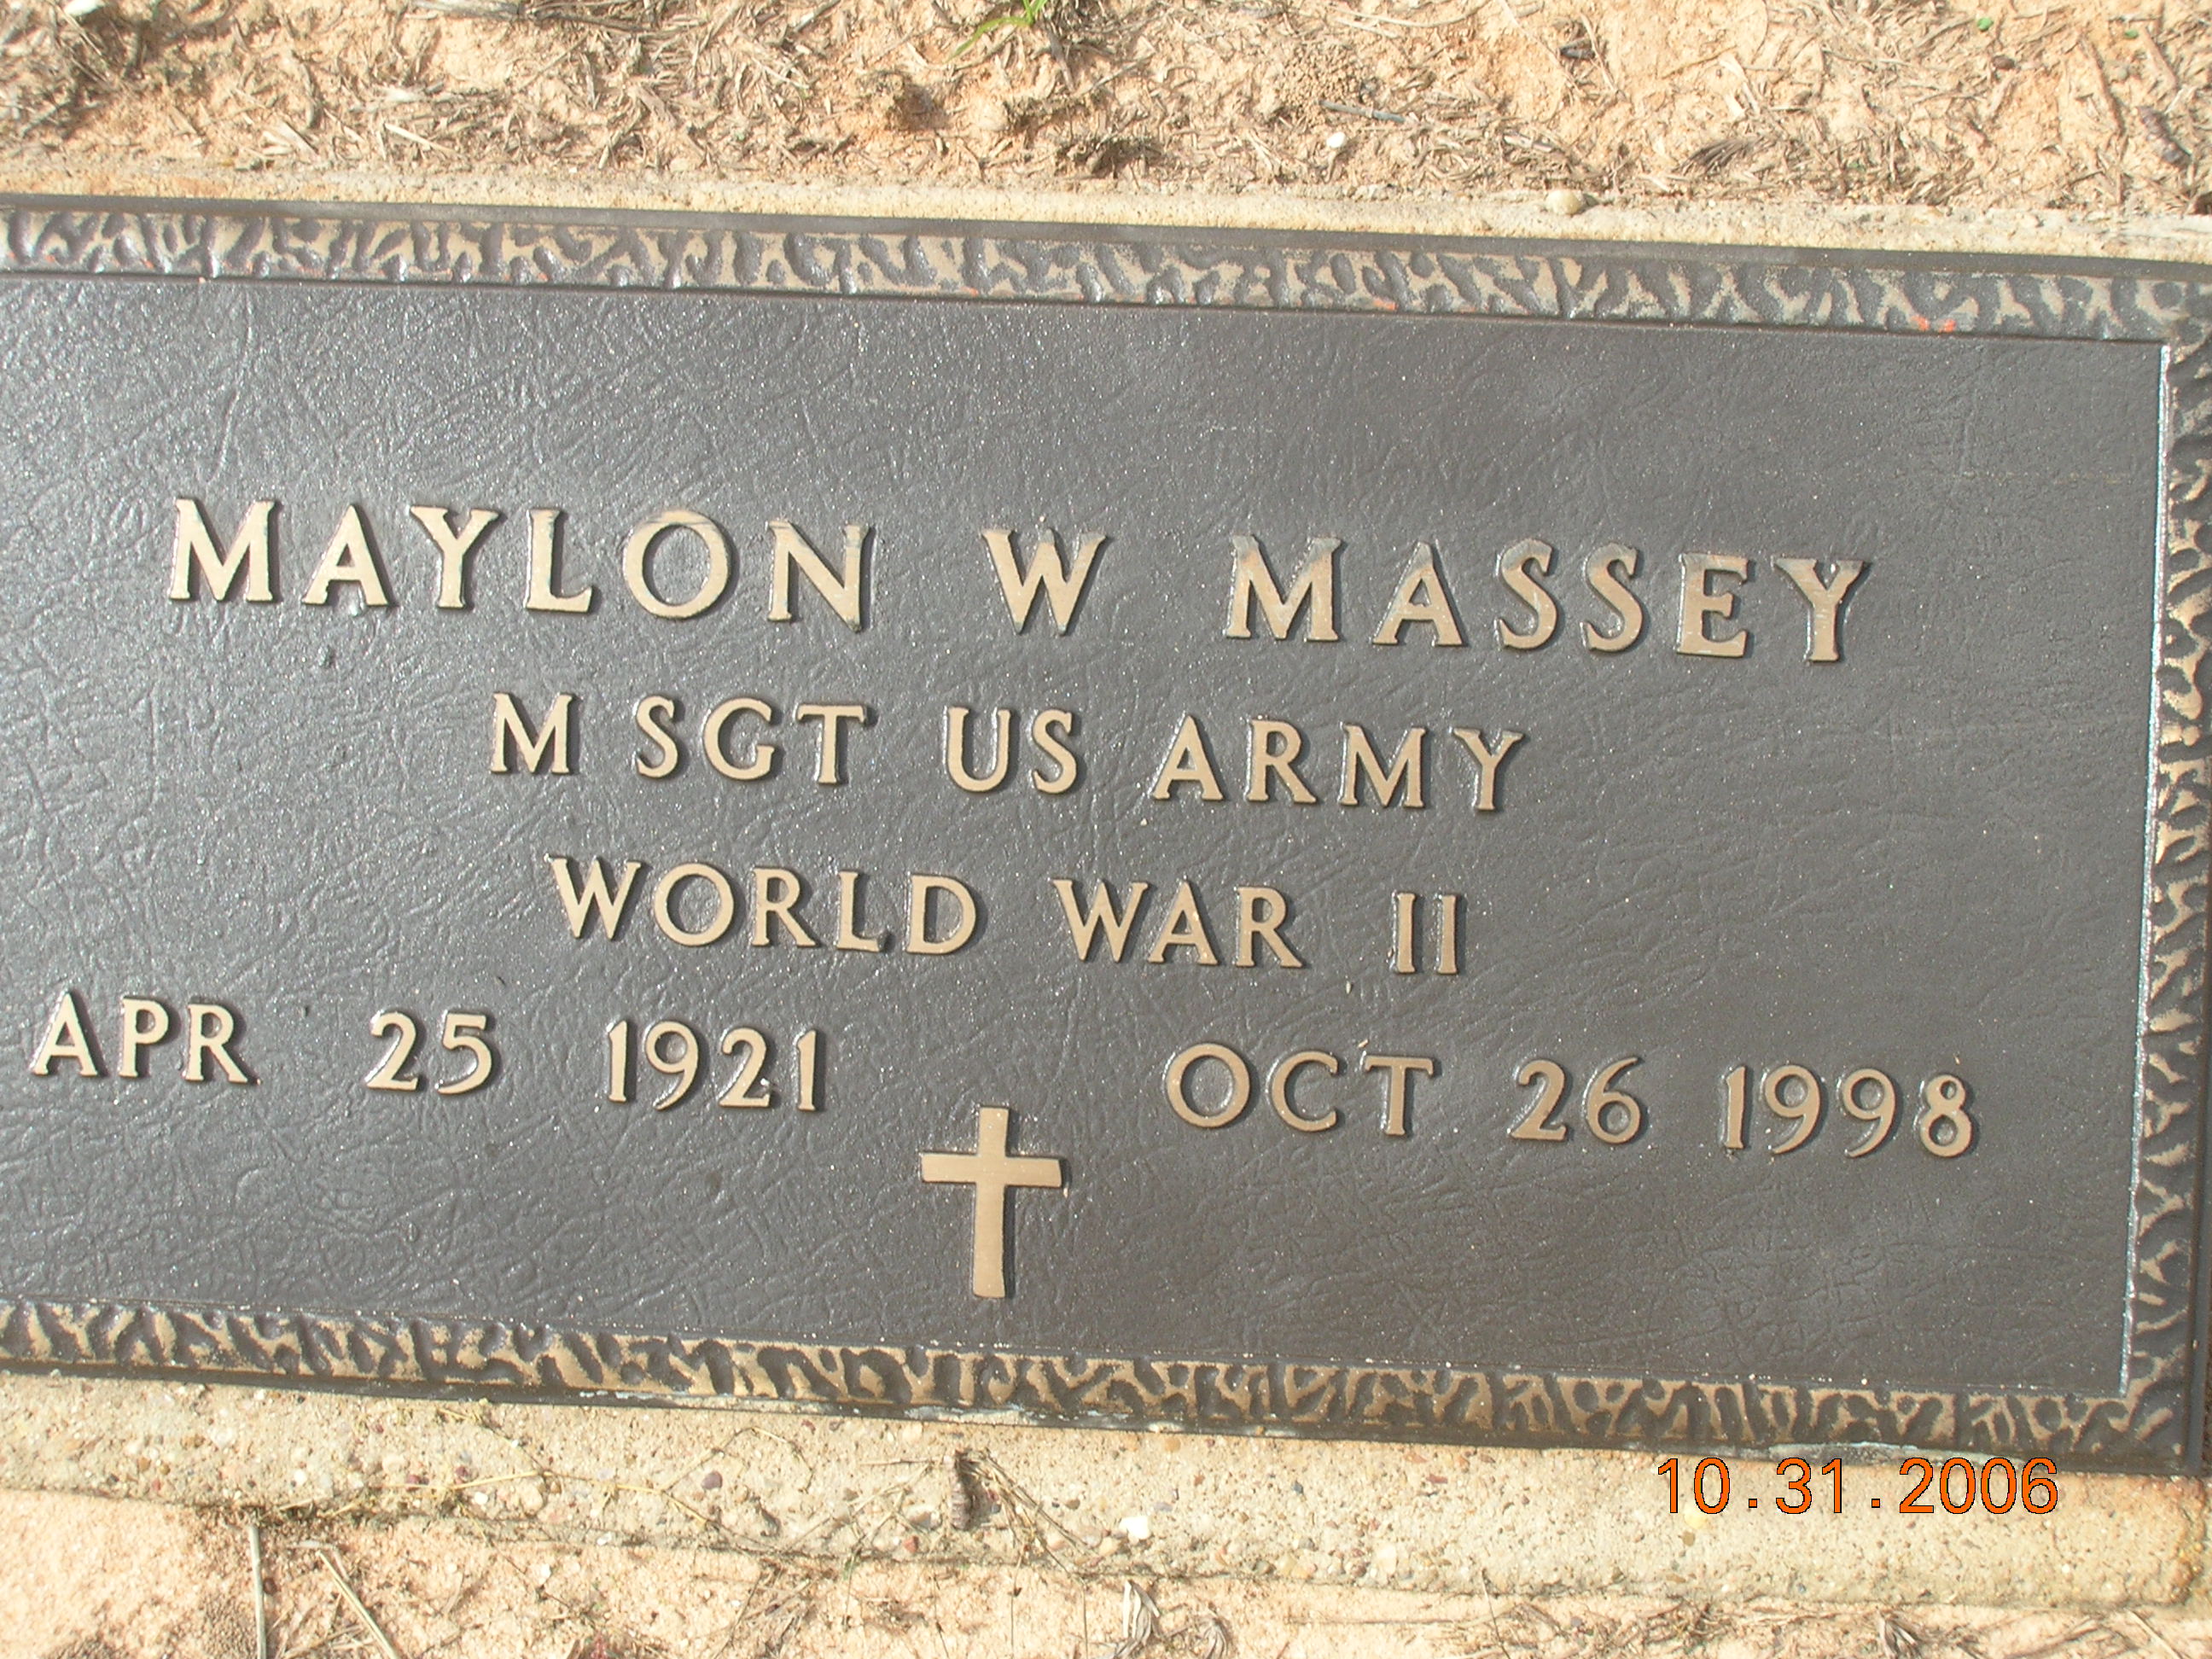 MAYLON W MASSEY
M SGT US ARMY
WORLD WAR II
APR 25 1921 OCT 26 1998
10.31.2006